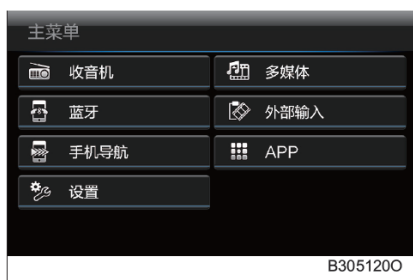 主菜单
收音机
多媒体
蓝牙
外部输入
手机导航
APP
设置
B305120O